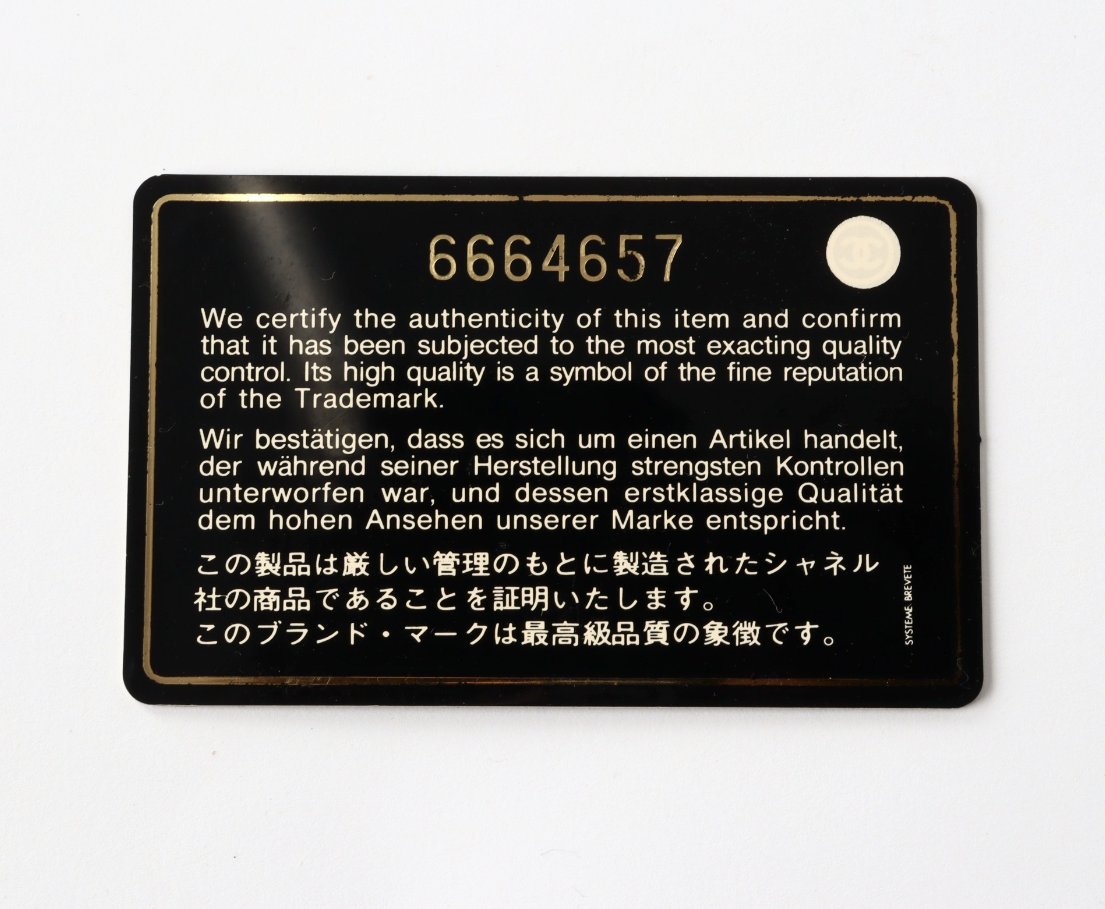 6664657
We certify the authenticity of this item and confirm
that it has been subjected to the most exacting quality
control. Its high quality is a symbol of the fine reputation
of the Trademark.
Wir bestätigen, dass es sich um einen Artikel handelt,
der während seiner Herstellung strengsten Kontrollen
unterworfen war, und dessen erstklassige Qualität
dem hohen Ansehen unserer Marke entspricht.
この製品は厳しい管理のもとに製造されたシャネル
社の商品であることを証明いたします。
このブランド・マークは最高級品質の象徴です。
SYSTEME BREVETE